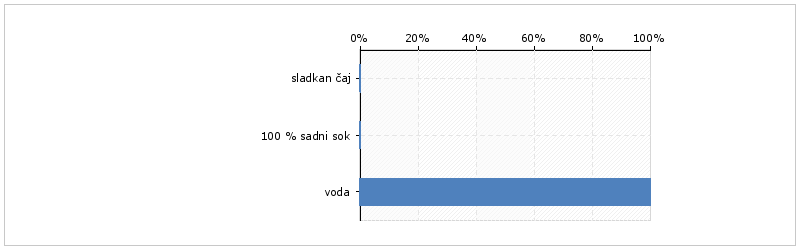 0% 20% 40% 60% 80% 100%
sladkan čaj
100 % sadni sok
voda